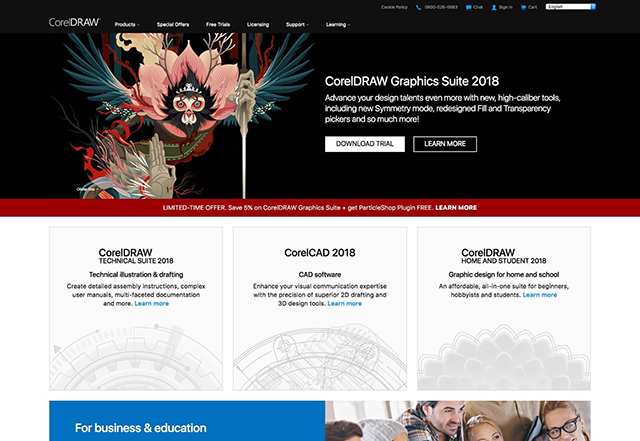 Cookie Policy 0800-028-0063 Chat Sign in Cart English
CorelDRAW Products Special Offers Free Trials Licensing Support Learning
CorelDRAW Graphics Suite 2018
Advance your design talents even more with new, high-caliber tools,
including new Symmetry mode, redesigned Fill and Transparency
pickers and so much more!
DOWNLOAD TRIAL LEARN MORE
LIMITED-TIME OFFER. Save 5% on CorelDRAW Graphics Suite + get ParticleShop Plugin FREE. LEARN MORE
CorelDRAW
TECHNICAL SUITE 2018
Technical illustration & drafting
Create detailed assembly instructions, complex
user manuals, multi-faceted documentation
and more. Learn more
CorelCAD 2018
CAD software
Enhance your visual communication expertise
with the precision of superior 2D drafting and
3D design tools. Learn more
CorelDRAW
HOME AND STUDENT 2018
Graphic design for home and school
An affordable, all-in-one suite for beginners,
hobbyists and students. Learn more
For business & education